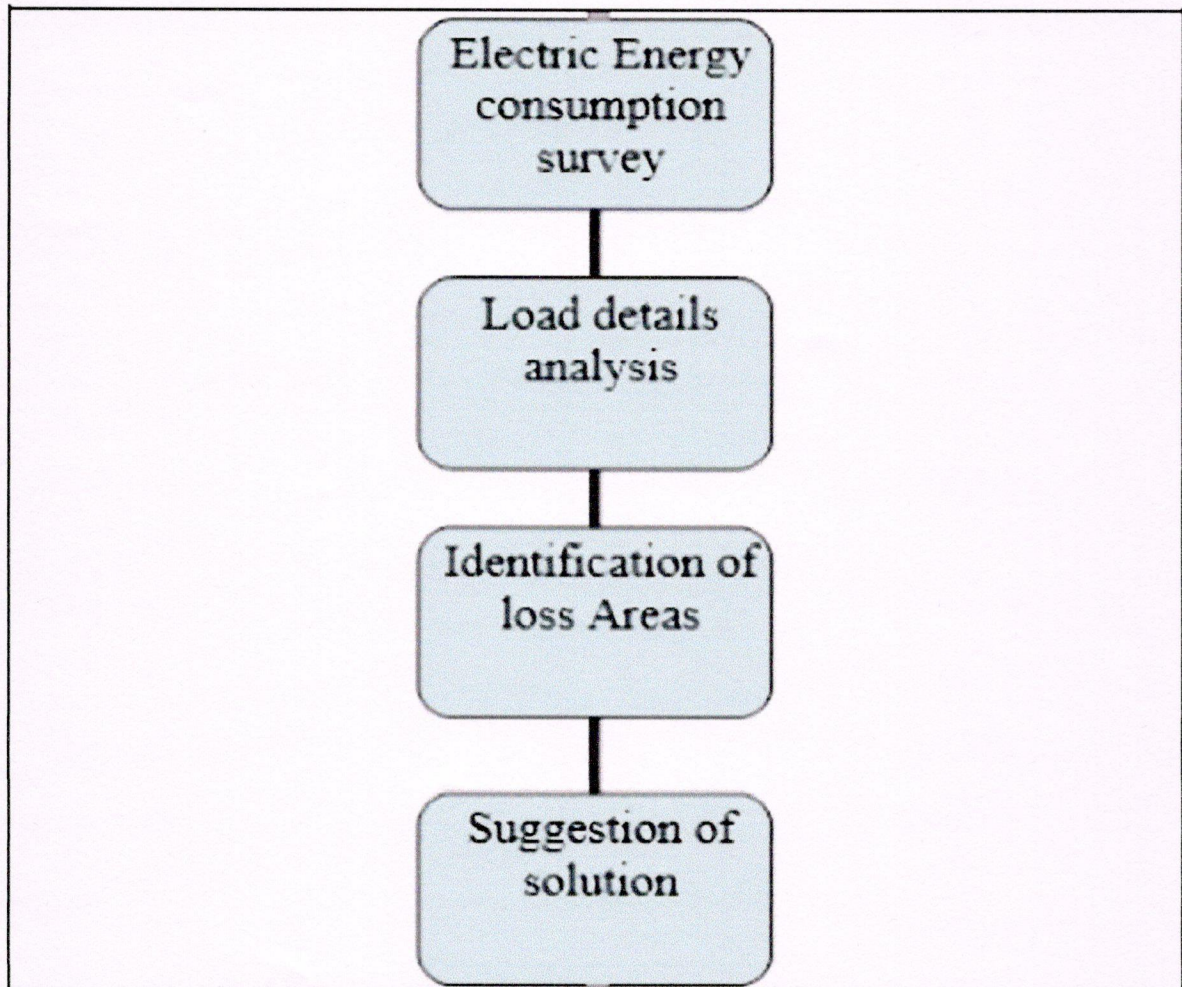 Electric Energy
consumption
survey
Load details
analysis
Identification of
loss Areas
Suggestion of
solution